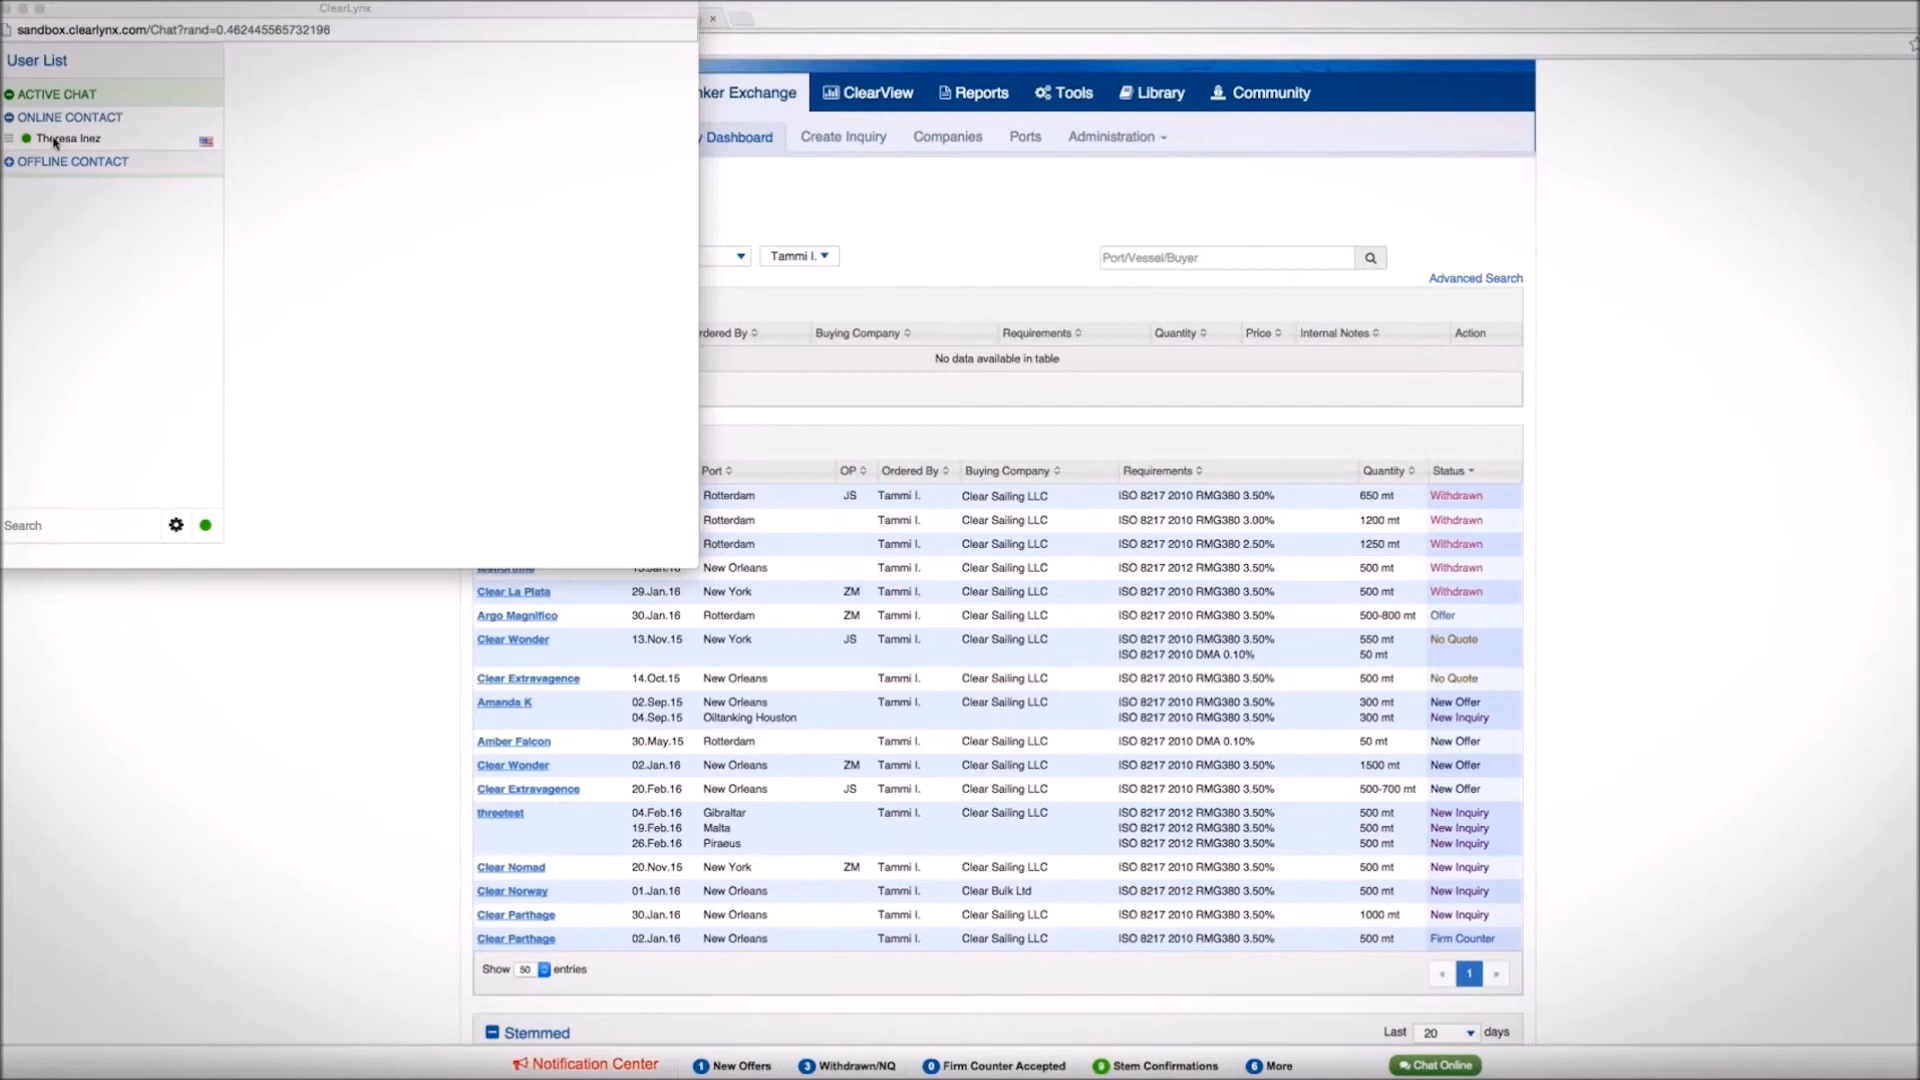 ClearLynx
sandbox.clearlynx.com/Chat?rand=0.462445565732196
User List
ACTIVE CHAT
ONLINE CONTACT
Theresa Inez
OFFLINE CONTACT
Search
nker Exchange ClearView Reports Tools Library Community
Dashboard Create Inquiry Companies Ports Administration
Tammi I. Port/Vessel/Buyer
Advanced Search
rdered By Buying Company Requirements Quantity Price Internal Notes Action
No data available in table
Port OP Ordered By Buying Company Requirements Quantity Status
Rotterdam JS Tammi I. Clear Sailing LLC ISO 8217 2010 RMG380 3.50% 650 mt Withdrawn
Rotterdam Tammi I. Clear Sailing LLC ISO 8217 2010 RMG380 3.00% 1200 mt Withdrawn
Rotterdam Tammi I. Clear Sailing LLC ISO 8217 2010 RMG380 2.50% 1250 mt Withdrawn
New Orleans Tammi I. Clear Sailing LLC ISO 8217 2012 RMG380 3.50% 500 mt Withdrawn
Clear La Plata 29.Jan.16 New York ZM Tammi I. Clear Sailing LLC ISO 8217 2010 RMG380 3.50% 500 mt Withdrawn
Argo Magnifico 30.Jan.16 Rotterdam ZM Tammi I. Clear Sailing LLC ISO 8217 2010 RMG380 3.50% 500-800 mt Offer
Clear Wonder 13.Nov.15 New York JS Tammi I. Clear Sailing LLC ISO 8217 2010 RMG380 3.50% 550 mt No Quote
ISO 8217 2010 DMA 0.10% 50 mt
Clear Extravagence 14.Oct.15 New Orleans Tammi I. Clear Sailing LLC ISO 8217 2010 RMG380 3.50% 500 mt No Quote
Amanda K 02.Sep.15 New Orleans Tammi I. Clear Sailing LLC ISO 8217 2010 RMG380 3.50% 300 mt New Offer
04.Sep.15 Oiltanking Houston ISO 8217 2010 RMG380 3.50% 300 mt New Inquiry
Amber Falcon 30.May.15 Rotterdam Tammi I. Clear Sailing LLC ISO 8217 2010 DMA 0.10% 50 mt New Offer
Clear Wonder 02.Jan.16 New Orleans ZM Tammi I. Clear Sailing LLC ISO 8217 2010 RMG380 3.50% 1500 mt New Offer
Clear Extravagence 20.Feb.16 New Orleans JS Tammi I. Clear Sailing LLC ISO 8217 2010 RMG380 3.50% 500-700 mt New Offer
threetest 04.Feb.16 Gibraltar Tammi I. Clear Sailing LLC ISO 8217 2012 RMG380 3.50% 500 mt New Inquiry
19.Feb.16 Malta ISO 8217 2012 RMG380 3.50% 500 mt New Inquiry
26.Feb.16 Piraeus ISO 8217 2012 RMG380 3.50% 500 mt New Inquiry
Clear Nomad 20.Nov.15 New York ZM Tammi I. Clear Sailing LLC ISO 8217 2010 RMG380 3.50% 500 mt New Inquiry
Clear Norway 01.Jan.16 New Orleans Tammi I. Clear Bulk Ltd ISO 8217 2012 RMG380 3.50% 500 mt New Inquiry
Clear Parthage 30.Jan.16 New Orleans Tammi I. Clear Sailing LLC ISO 8217 2010 RMG380 3.50% 1000 mt New Inquiry
Clear Parthage 02.Jan.16 New Orleans Tammi I. Clear Sailing LLC ISO 8217 2010 RMG380 3.50% 500 mt Firm Counter
Show 50 entries « 1 »
Stemmed Last 20 days
Notification Center 1 New Offers 3 Withdrawn/NQ 0 Firm Counter Accepted 9 Stem Confirmations 6 More Chat Online